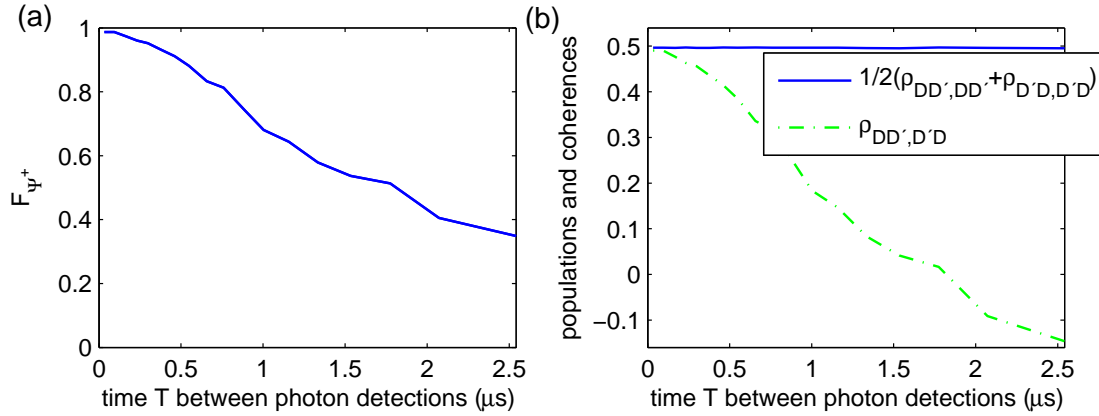 (a)
1
0.8
0.6
0.4
0.2
0
0 0.5 1 1.5 2 2.5
time T between photon detections (μs)
F_Ψ⁺
(b)
0.5
0.4
0.3
0.2
0.1
0
−0.1
0 0.5 1 1.5 2 2.5
time T between photon detections (μs)
populations and coherences
1/2(ρ_DD´,DD´+ρ_D´D,D´D)
ρ_DD´,D´D